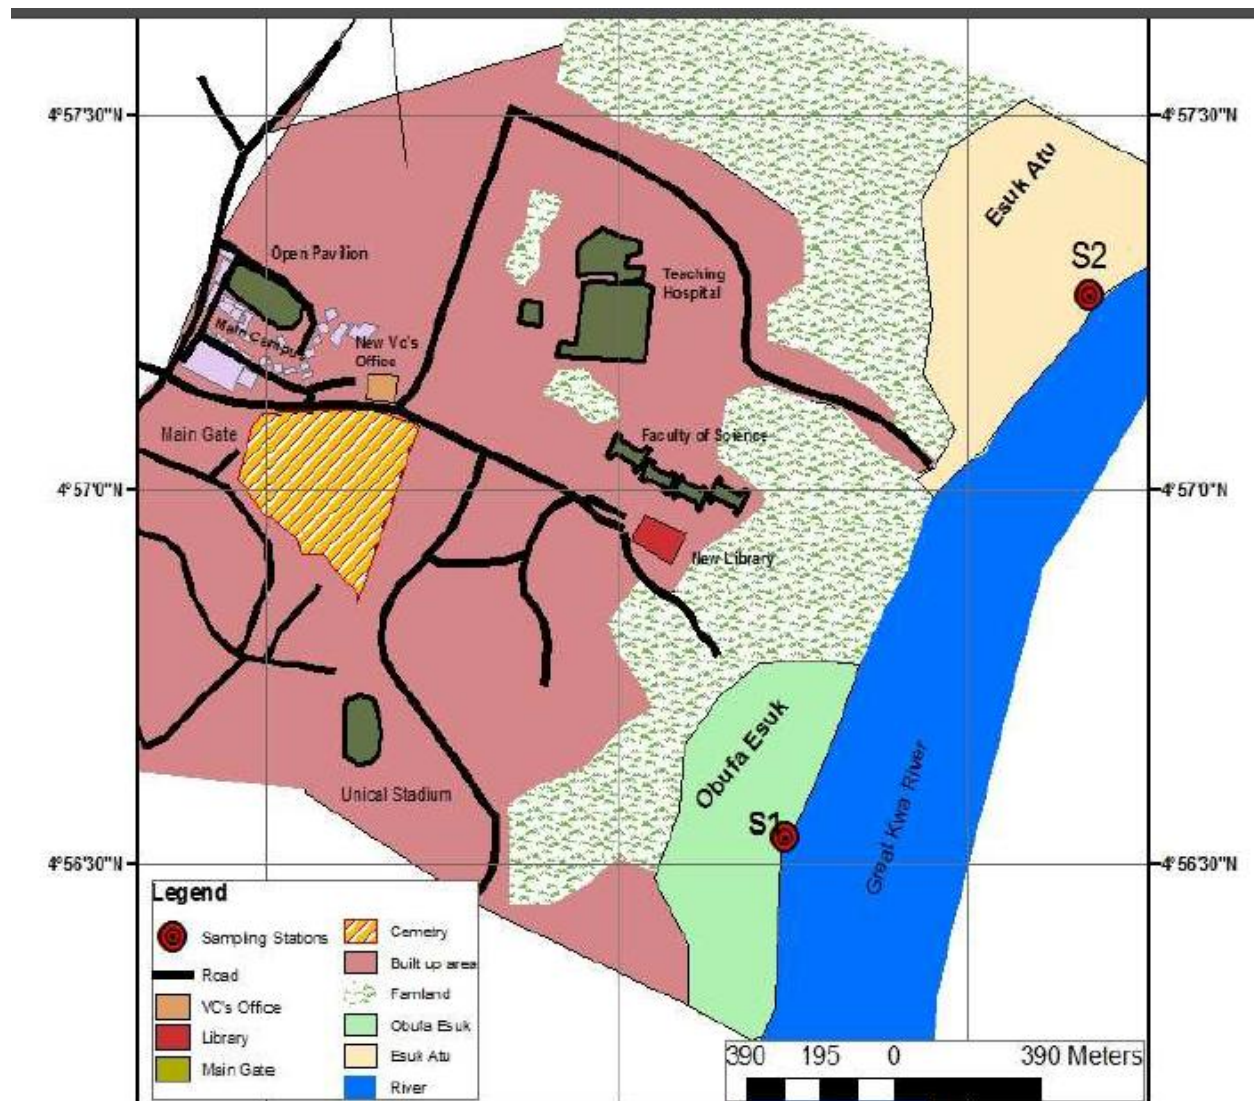 4°57'30"N
4°57'30"N
Esuk Atu
S2
Open Pavilion
Teaching
Hospital
Main Campus
New Vc's
Office
Main Gate
Faculty of Science
4°57'0"N
4°57'0"N
New Library
Obufa Esuk
S1
Unical Stadium
Great Kwa River
4°56'30"N
4°56'30"N
Legend
Sampling Stations
Road
VC's Office
Library
Main Gate
Cemetry
Built up area
Famland
Obufa Esuk
Esuk Atu
River
390 195 0 390 Meters